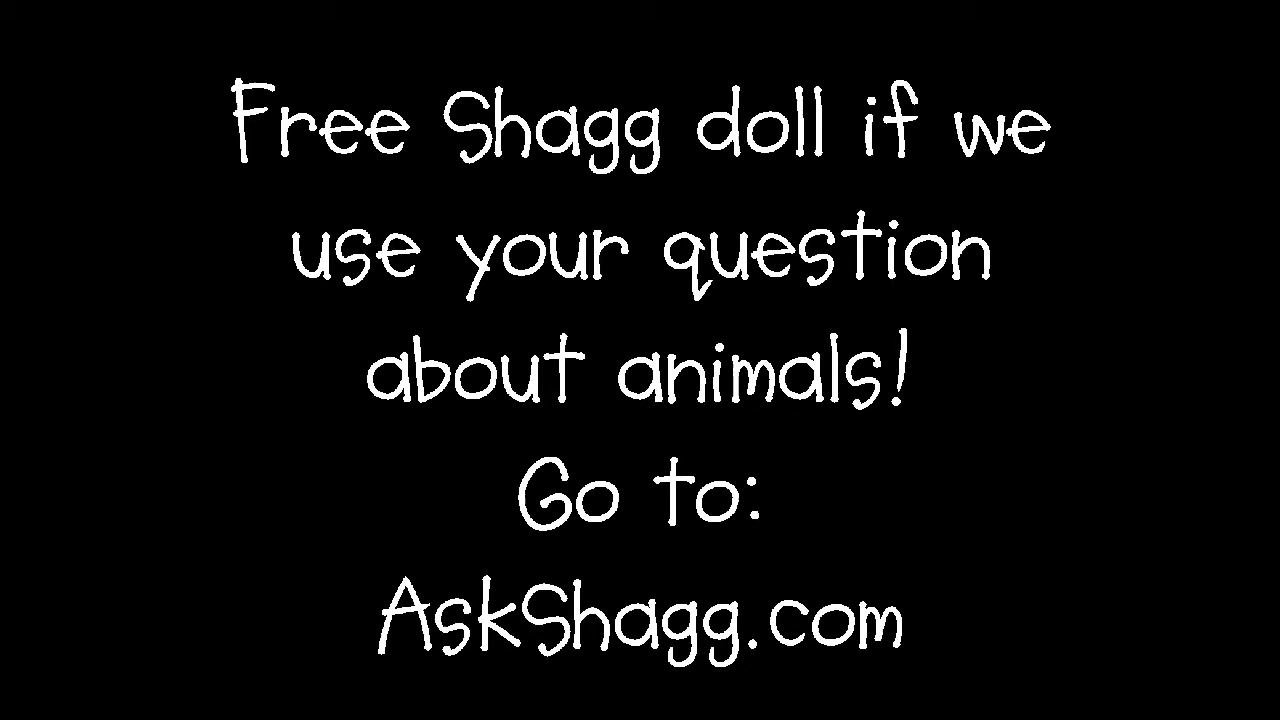 Free Shagg doll if we
use your question
about animals!
Go to:
AskShagg.com